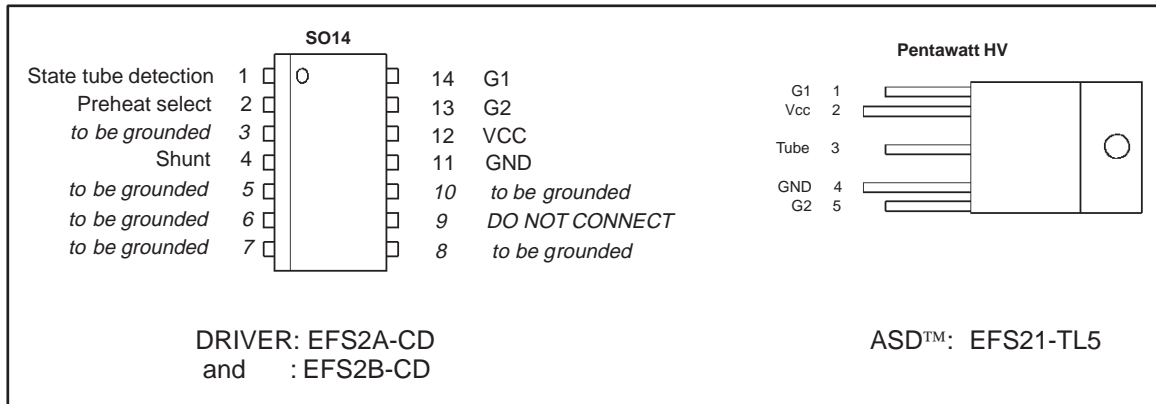 SO14
State tube detection 1
Preheat select 2
to be grounded 3
Shunt 4
to be grounded 5
to be grounded 6
to be grounded 7
14 G1
13 G2
12 VCC
11 GND
10 to be grounded
9 DO NOT CONNECT
8 to be grounded
DRIVER: EFS2A-CD
and : EFS2B-CD
Pentawatt HV
G1 1
Vcc 2
Tube 3
GND 4
G2 5
ASD™: EFS21-TL5